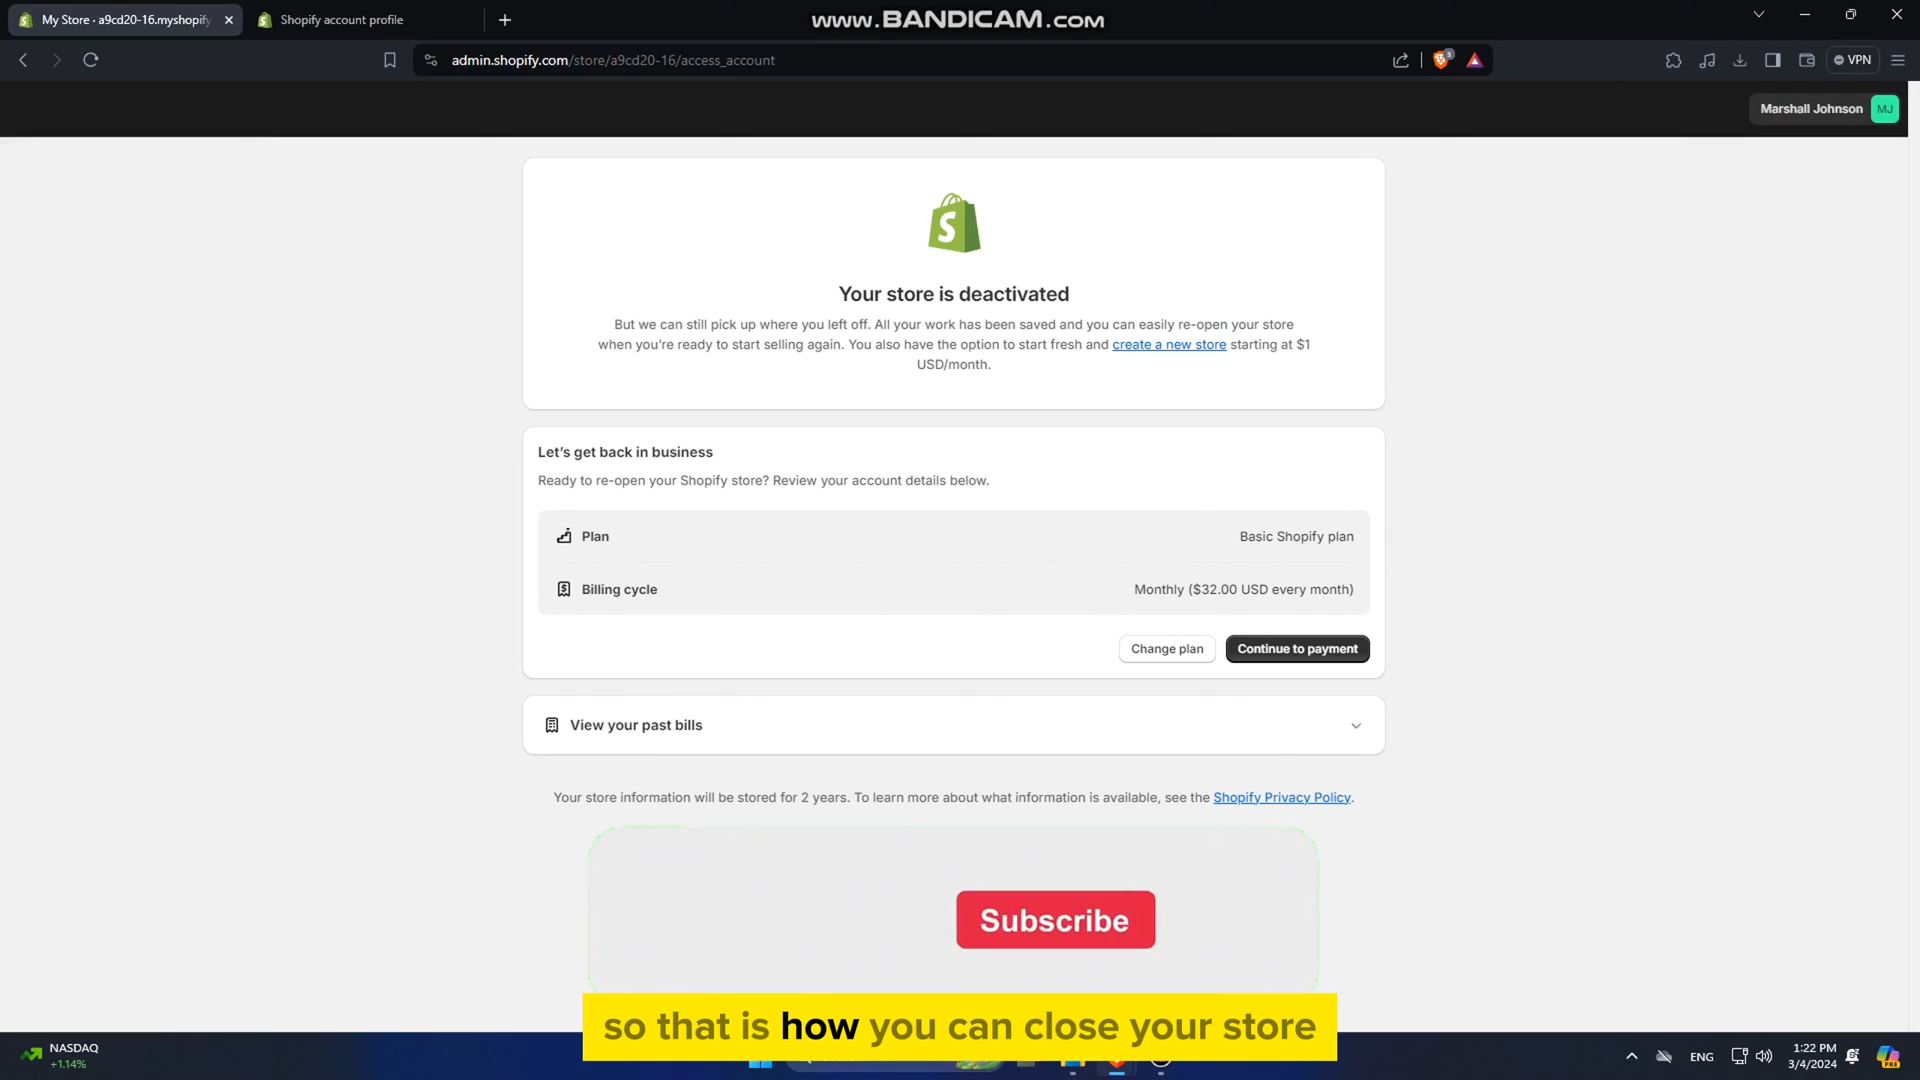 My Store · a9cd20-16.myshopify
Shopify account profile
www.BANDICAM.com
admin.shopify.com/store/a9cd20-16/access_account
3
VPN
Marshall Johnson
MJ
Your store is deactivated
But we can still pick up where you left off. All your work has been saved and you can easily re-open your store
when you're ready to start selling again. You also have the option to start fresh and create a new store starting at $1
USD/month.
Let's get back in business
Ready to re-open your Shopify store? Review your account details below.
Plan
Basic Shopify plan
Billing cycle
Monthly ($32.00 USD every month)
Change plan
Continue to payment
View your past bills
Your store information will be stored for 2 years. To learn more about what information is available, see the Shopify Privacy Policy.
Subscribe
so that is how you can close your store
NASDAQ
+1.14%
ENG
1:22 PM
3/4/2024
PRE